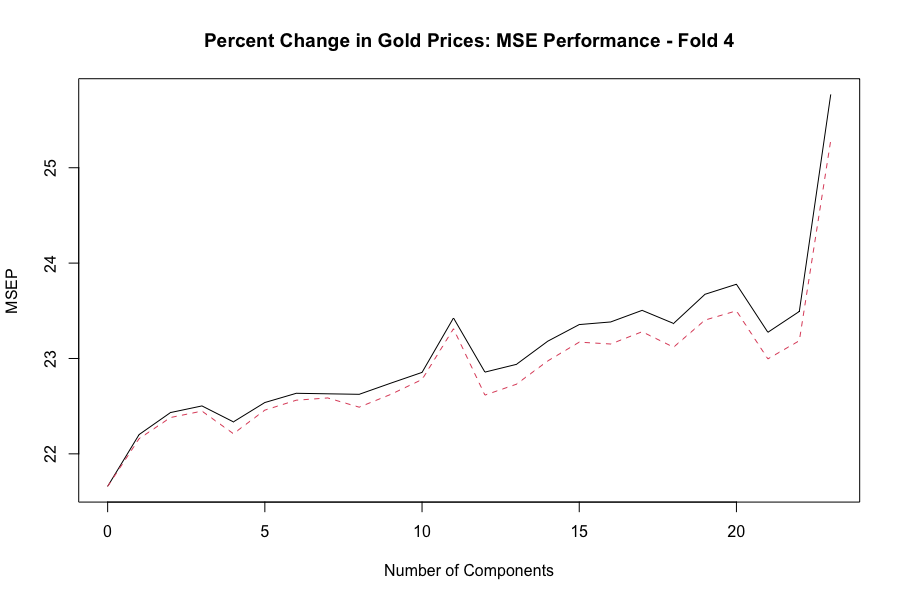 Percent Change in Gold Prices: MSE Performance - Fold 4
MSEP
25
24
23
22
0 5 10 15 20
Number of Components